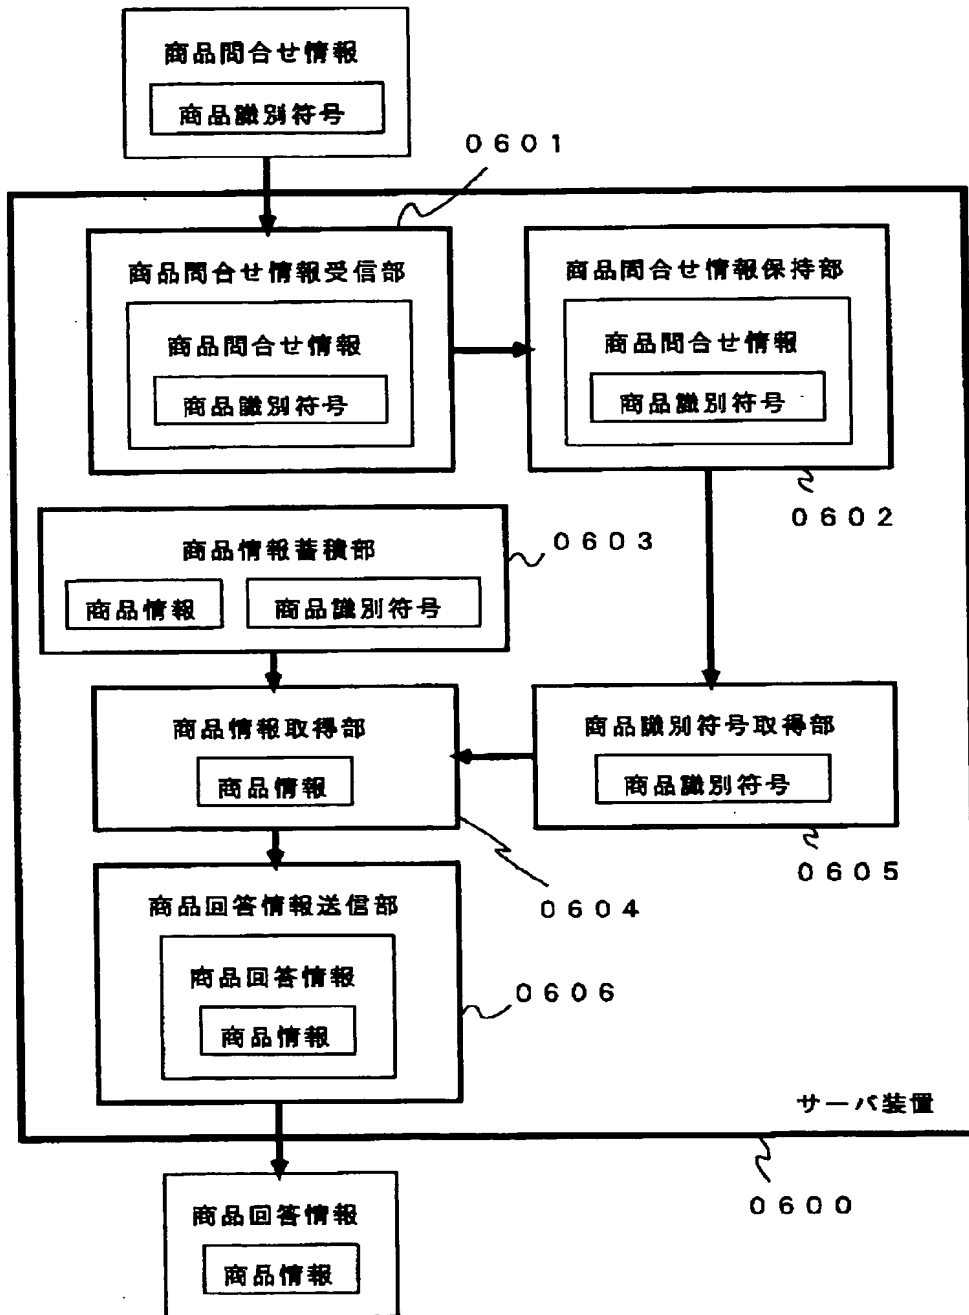 商品問合せ情報
商品識別符号
0601
商品問合せ情報受信部
商品問合せ情報
商品識別符号
商品問合せ情報保持部
商品問合せ情報
商品識別符号
0602
商品情報蓄積部
商品情報
商品識別符号
0603
商品情報取得部
商品情報
商品識別符号取得部
商品識別符号
0605
0604
商品回答情報送信部
商品回答情報
商品情報
0606
サーバ装置
0600
商品回答情報
商品情報